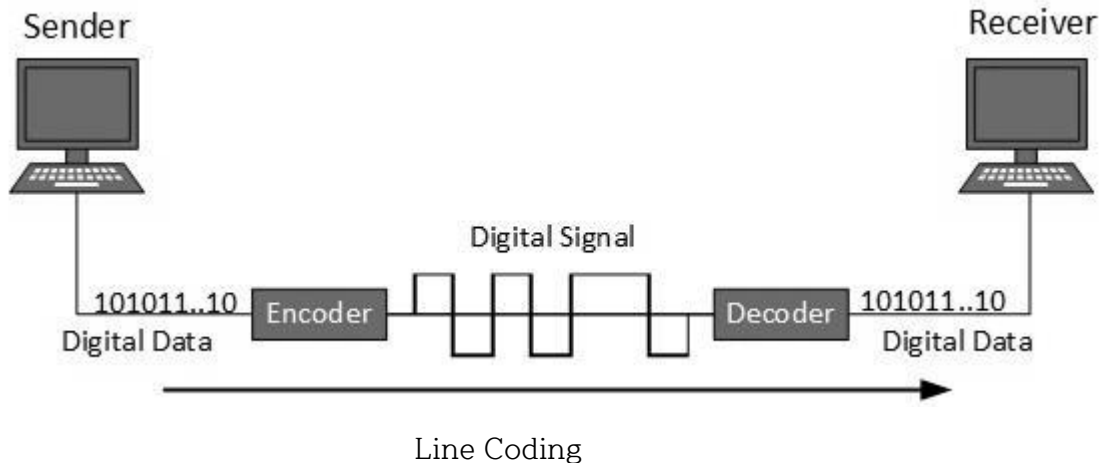 Sender
Receiver
Digital Signal
101011..10
Encoder
Decoder
101011..10
Digital Data
Digital Data
Line Coding